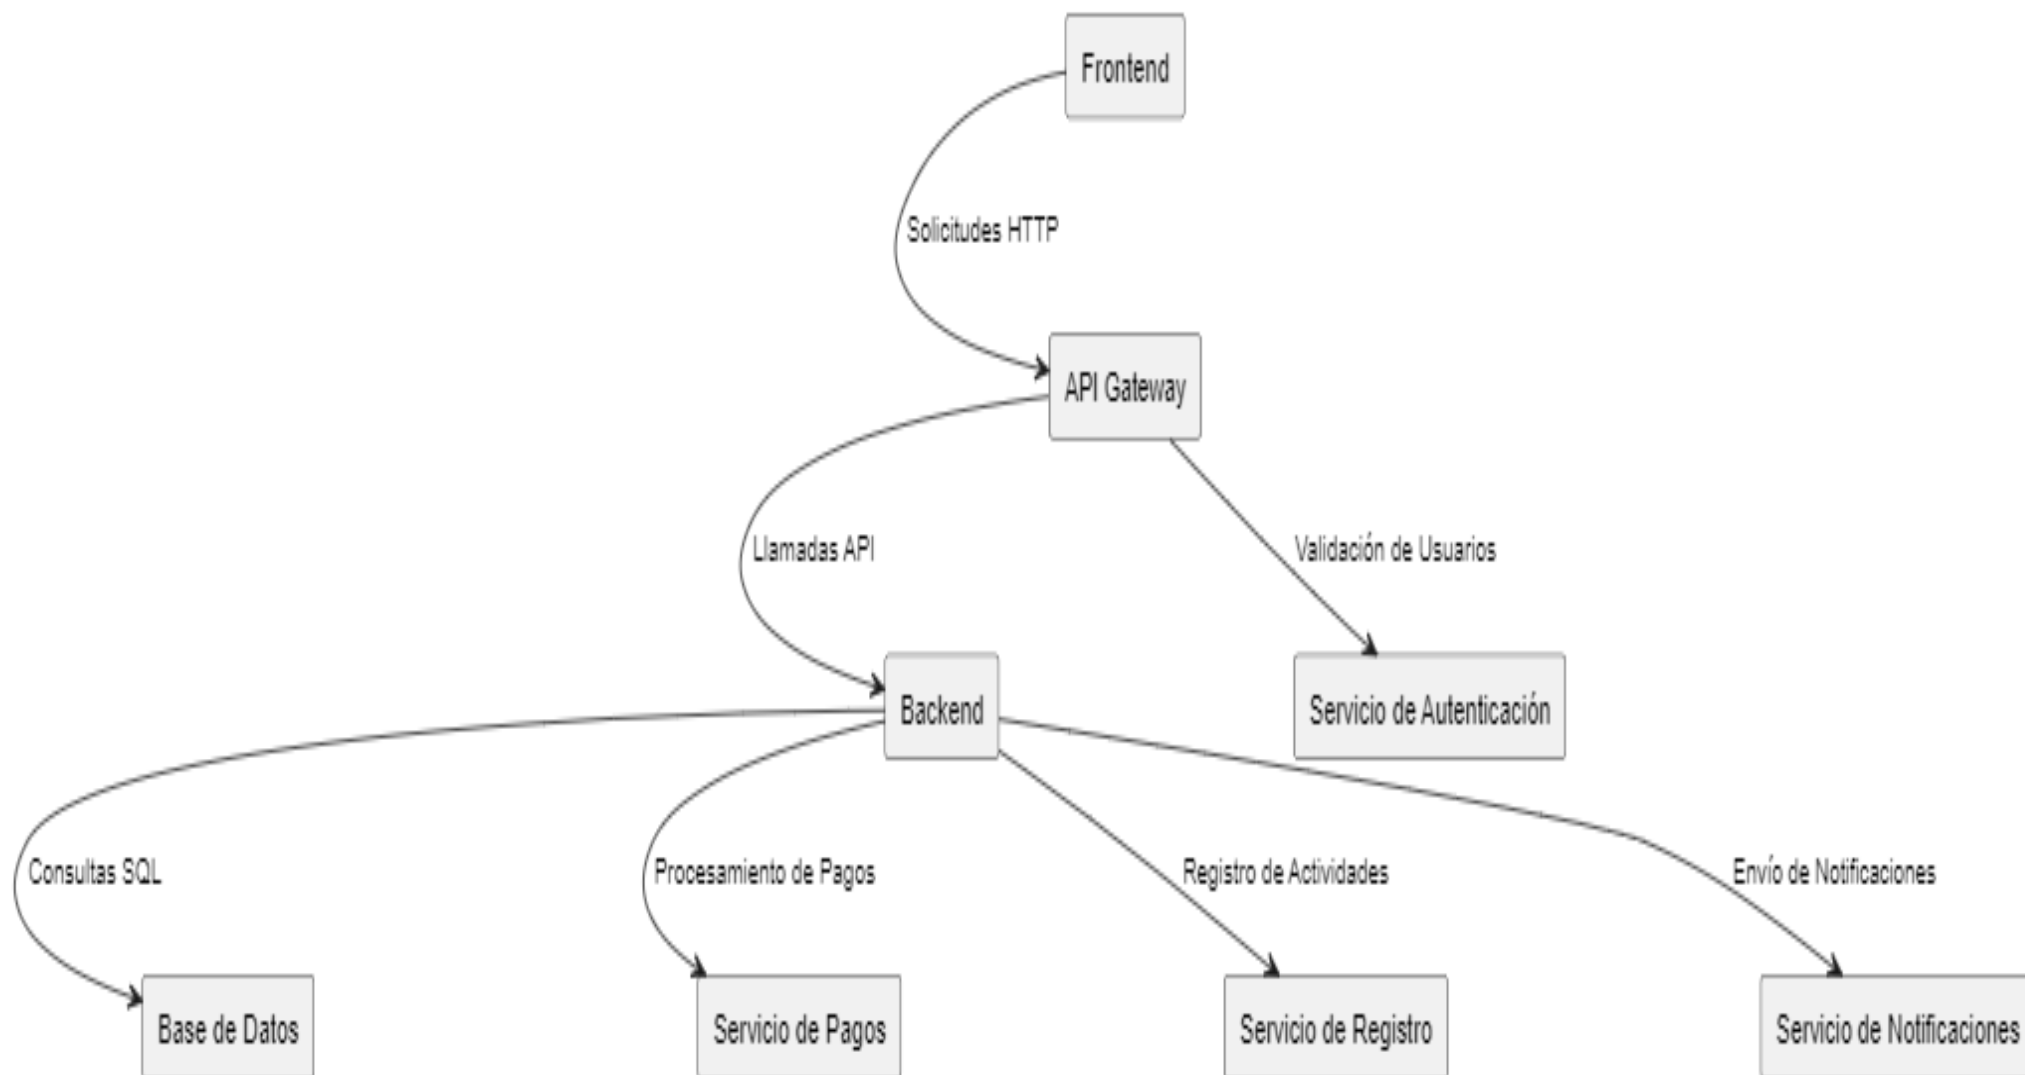 Frontend
Solicitudes HTTP
API Gateway
Llamadas API
Validación de Usuarios
Backend
Servicio de Autenticación
Consultas SQL
Procesamiento de Pagos
Registro de Actividades
Envío de Notificaciones
Base de Datos
Servicio de Pagos
Servicio de Registro
Servicio de Notificaciones